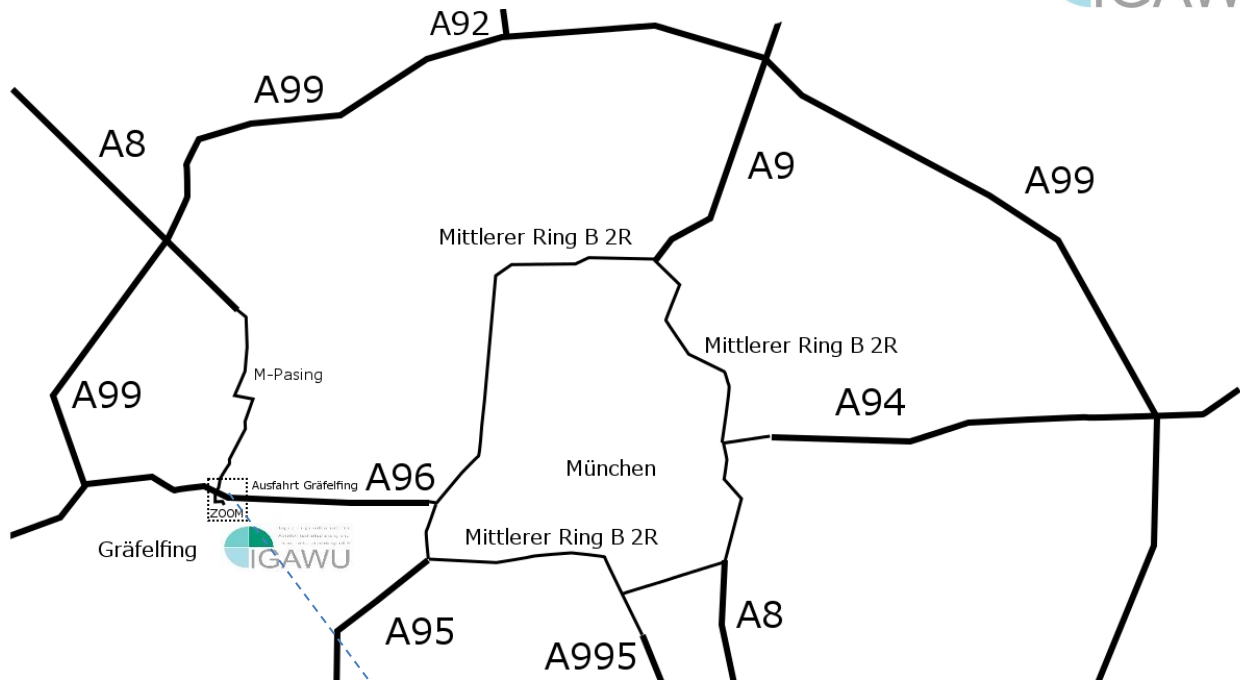 IGAWU
A92
A99
A8
A9
A99
Mittlerer Ring B 2R
Mittlerer Ring B 2R
M-Pasing
A99
A94
München
A96
Ausfahrt Gräfelfing
ZOOM
Mittlerer Ring B 2R
Gräfelfing
IGAWU
A95
A8
A995